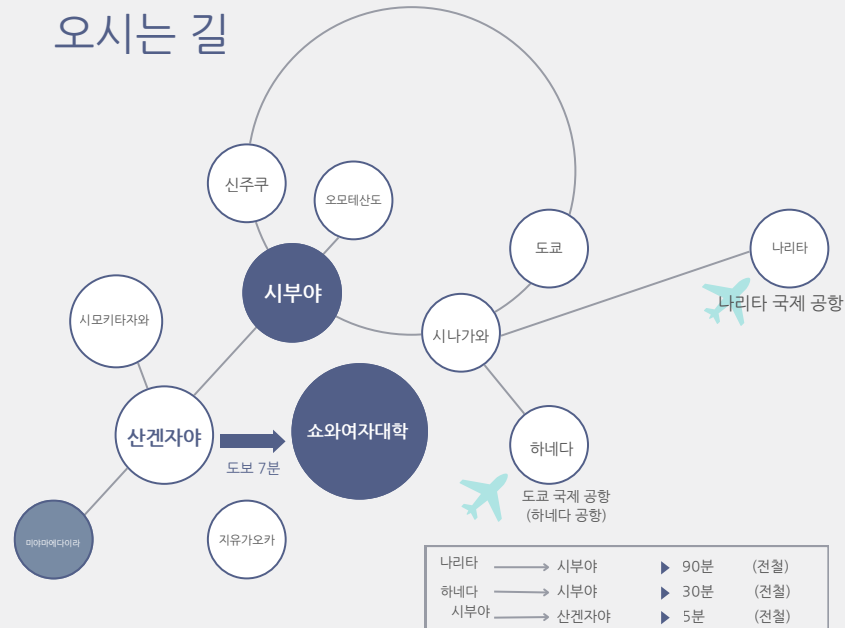 오시는 길
신주쿠
오모테산도
도쿄
나리타
시부야
나리타 국제 공항
시모키타자와
시나가와
산겐자야
쇼와여자대학
하네다
도보 7분
도쿄 국제 공항
(하네다 공항)
미야마에다이라
지유가오카
나리타 → 시부야 ▶ 90분 (전철)
하네다 → 시부야 ▶ 30분 (전철)
시부야 → 산겐자야 ▶ 5분 (전철)